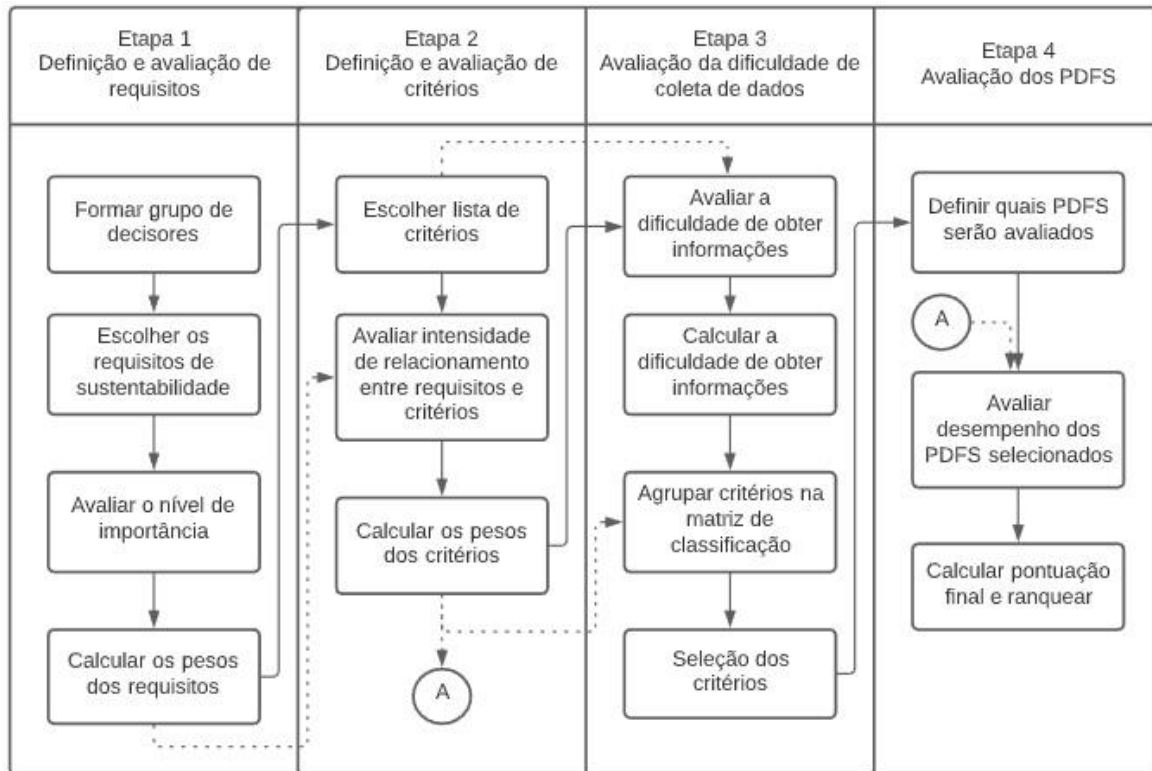 Etapa 1
Definição e avaliação de
requisitos
Etapa 2
Definição e avaliação de
critérios
Etapa 3
Avaliação da dificuldade de
coleta de dados
Etapa 4
Avaliação dos PDFS
Formar grupo de
decisores
Escolher os
requisitos de
sustentabilidade
Avaliar o nível de
importância
Calcular os pesos
dos requisitos
Escolher lista de
critérios
Avaliar intensidade
de relacionamento
entre requisitos e
critérios
Calcular os pesos
dos critérios
A
Avaliar a
dificuldade de obter
informações
Calcular a
dificuldade de obter
informações
Agrupar critérios na
matriz de
classificação
Seleção dos
critérios
Definir quais PDFS
serão avaliados
A
Avaliar
desempenho dos
PDFS selecionados
Calcular pontuação
final e ranquear